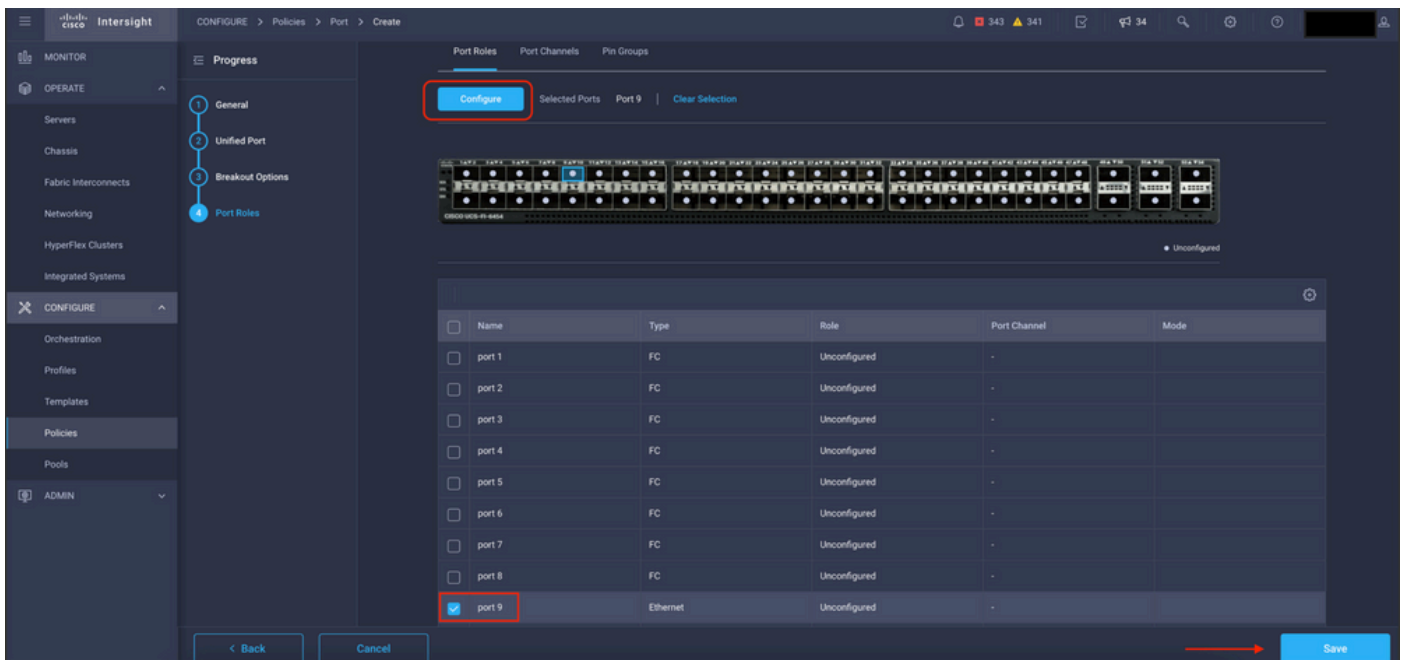 cisco Intersight
CONFIGURE > Policies > Port > Create
343 341 34
MONITOR
OPERATE
Servers
Chassis
Fabric Interconnects
Networking
HyperFlex Clusters
Integrated Systems
CONFIGURE
Orchestration
Profiles
Templates
Policies
Pools
ADMIN
Progress
1 General
2 Unified Port
3 Breakout Options
4 Port Roles
Port Roles Port Channels Pin Groups
Configure Selected Ports Port 9 | Clear Selection
CISCO UCS-FI-6454
Unconfigured
Name Type Role Port Channel Mode
port 1 FC Unconfigured -
port 2 FC Unconfigured -
port 3 FC Unconfigured -
port 4 FC Unconfigured -
port 5 FC Unconfigured -
port 6 FC Unconfigured -
port 7 FC Unconfigured -
port 8 FC Unconfigured -
port 9 Ethernet Unconfigured -
< Back Cancel Save